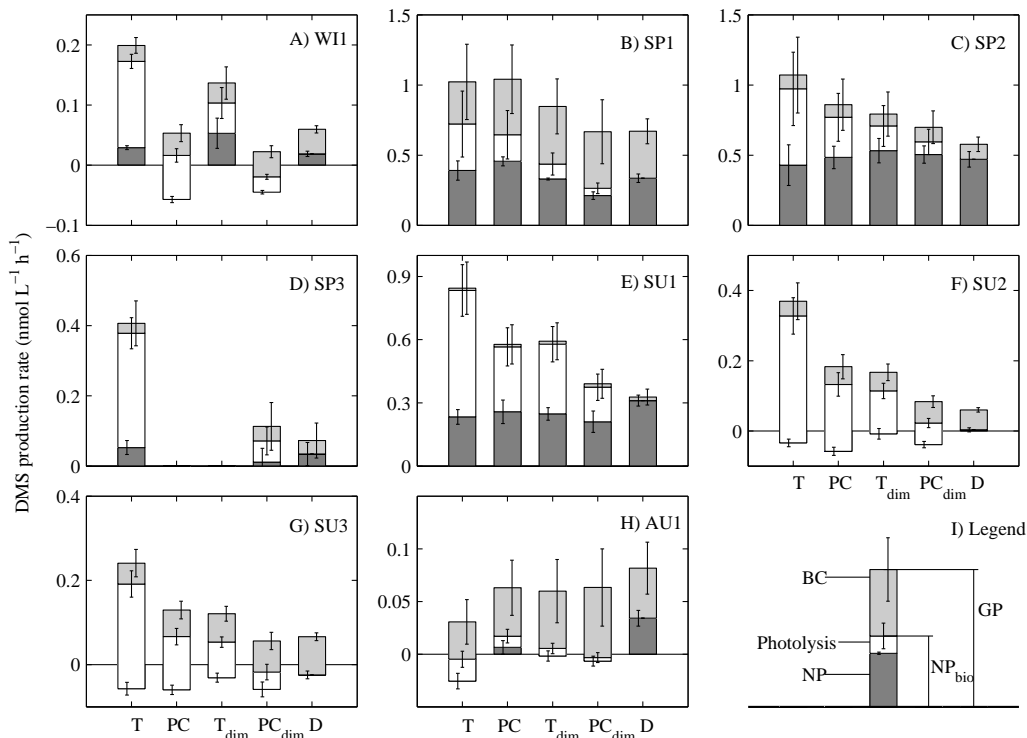 A) WI1
0.2
0.1
0
−0.1
B) SP1
1.5
1
0.5
0
C) SP2
1.5
1
0.5
0
DMS production rate (nmol L−1 h−1)
D) SP3
0.6
0.4
0.2
0
E) SU1
0.9
0.6
0.3
0
F) SU2
0.4
0.2
0
T PC Tdim PCdim D
G) SU3
0.4
0.2
0
T PC Tdim PCdim D
H) AU1
0.1
0.05
0
T PC Tdim PCdim D
I) Legend
BC
GP
Photolysis
NPbio
NP